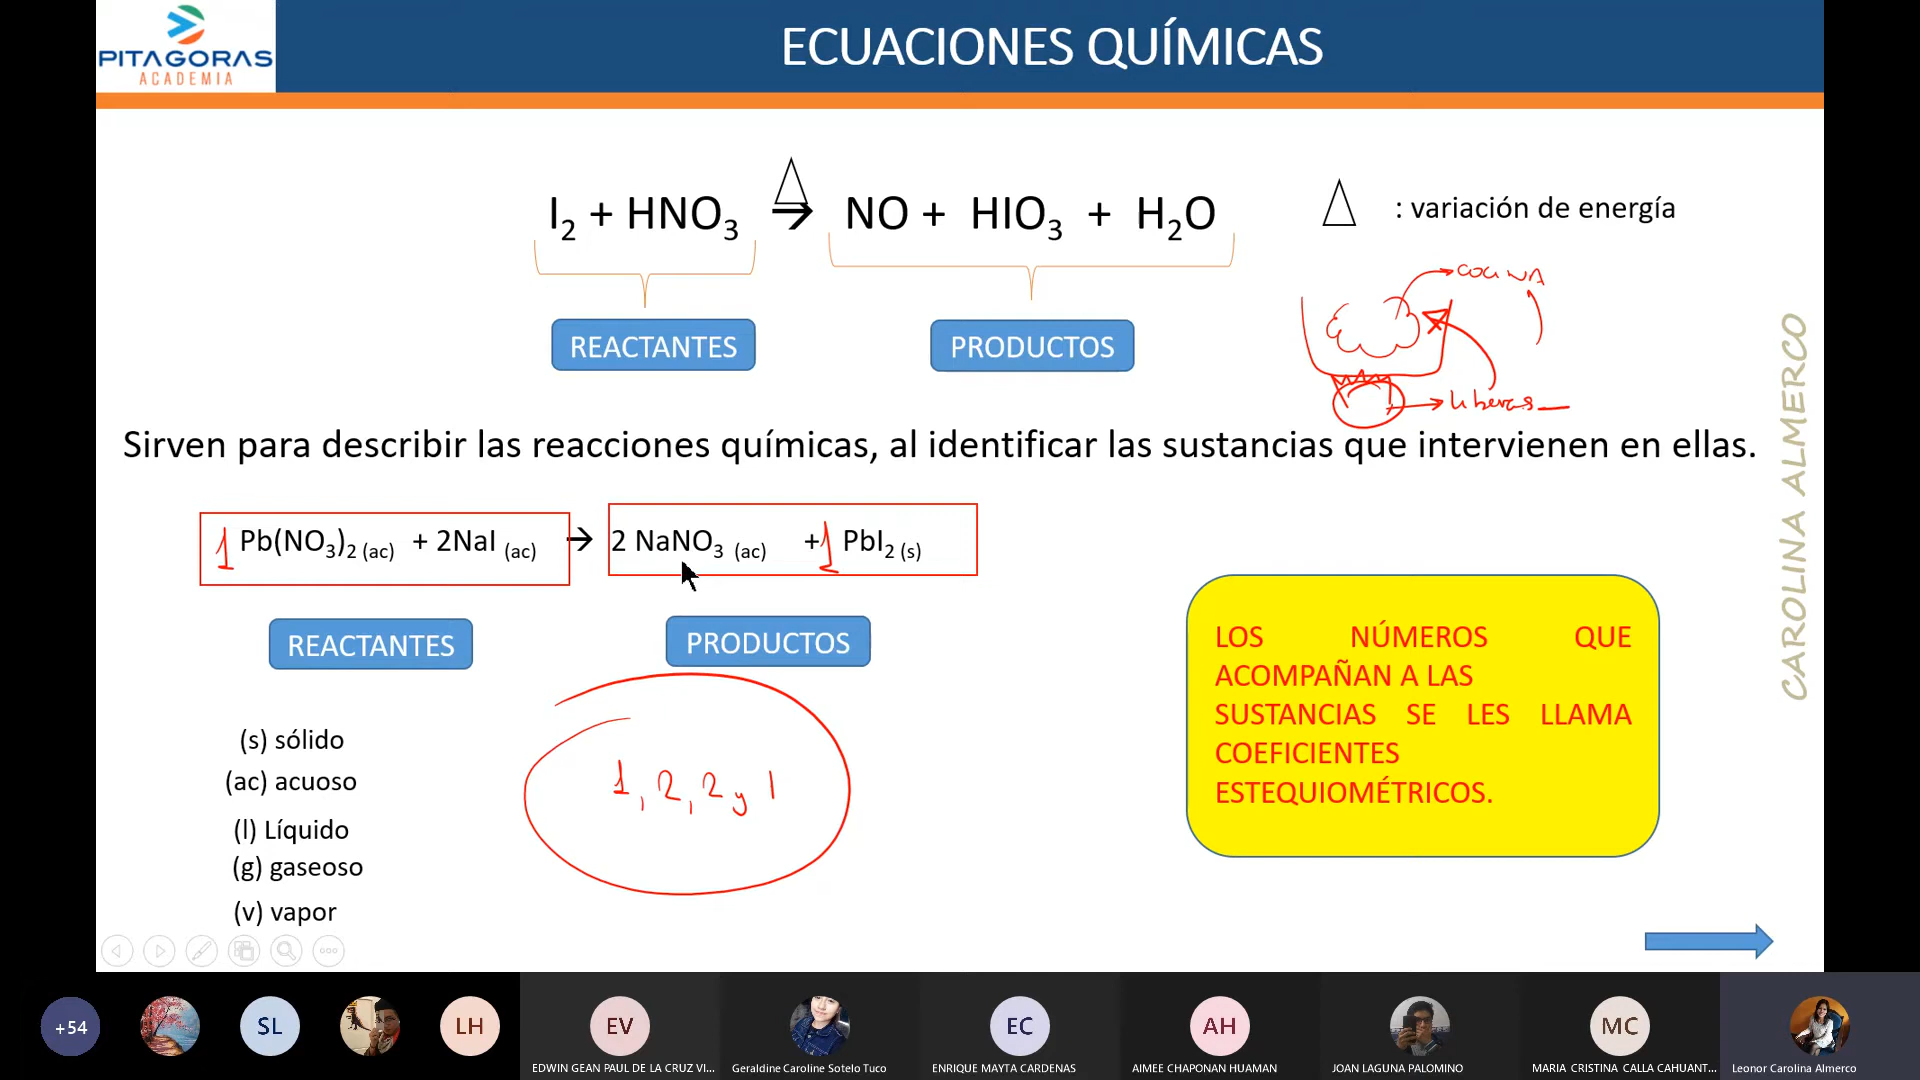 PITAGORAS
ACADEMIA
ECUACIONES QUÍMICAS
I2 + HNO3 → NO + HIO3 + H2O
△ : variación de energía
COCINA
REACTANTES
PRODUCTOS
liberas
Sirven para describir las reacciones químicas, al identificar las sustancias que intervienen en ellas.
1 Pb(NO3)2 (ac) + 2NaI (ac) → 2 NaNO3 (ac) + 1 PbI2 (s)
REACTANTES
PRODUCTOS
1, 2, 2 y 1
(s) sólido
(ac) acuoso
(l) Líquido
(g) gaseoso
(v) vapor
LOS NÚMEROS QUE
ACOMPAÑAN A LAS
SUSTANCIAS SE LES LLAMA
COEFICIENTES
ESTEQUIOMÉTRICOS.
CAROLINA ALMERCO
+54
SL
LH
EV
EC
AH
MC
EDWIN GEAN PAUL DE LA CRUZ VI...
Geraldine Caroline Sotelo Tuco
ENRIQUE MAYTA CARDENAS
AIMEE CHAPONAN HUAMAN
JOAN LAGUNA PALOMINO
MARIA CRISTINA CALLA CAHUANT...
Leonor Carolina Almerco